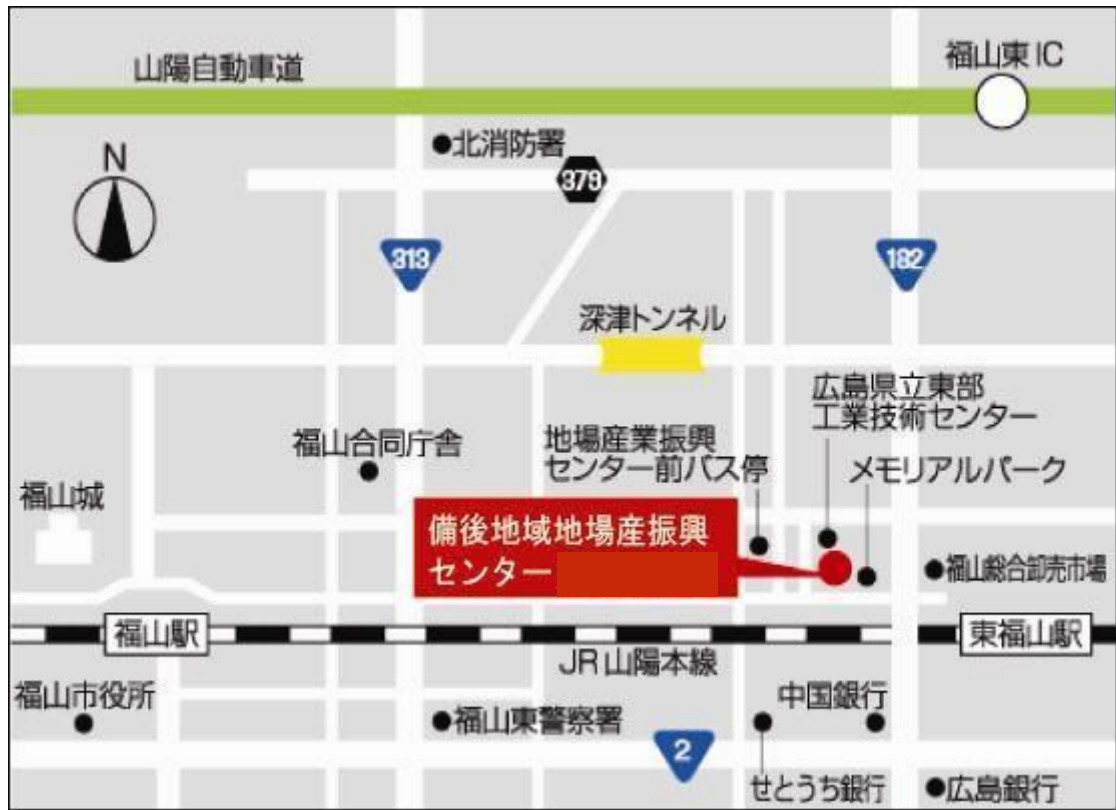 山陽自動車道
福山東IC
北消防署
N
379
313
182
深津トンネル
広島県立東部
工業技術センター
福山合同庁舎
地場産業振興
センター前バス停
メモリアルパーク
福山城
備後地域地場産振興
センター
福山総合卸売市場
福山駅
東福山駅
JR山陽本線
福山市役所
福山東警察署
中国銀行
2
せとうち銀行
広島銀行